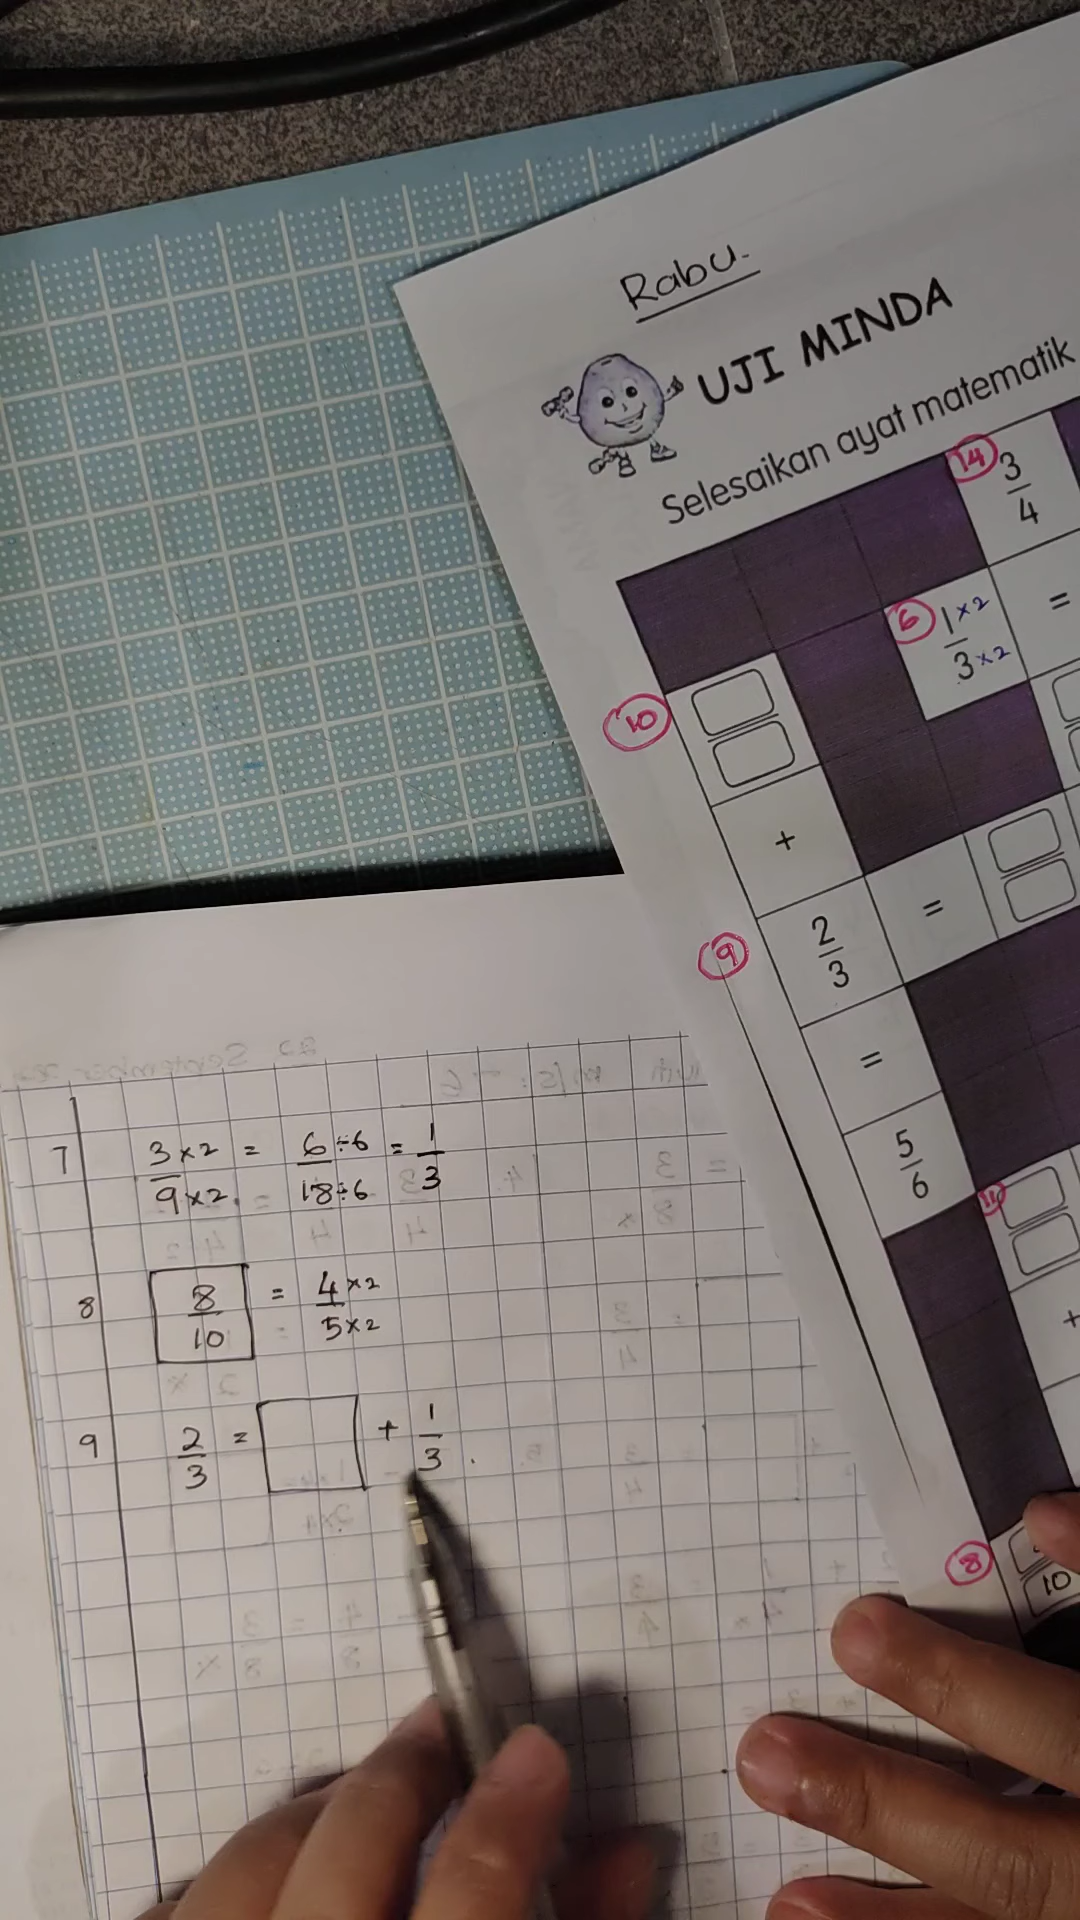 Rabu.
UJI MINDA
Selesaikan ayat matematik
14 3/4
6 1×2/3×2 =
10
+
9 2/3 =
=
5/6
11
+
8 10
7 3×2/9×2 = 6÷6/18÷6 = 1/3
8 8/10 = 4×2/5×2
9 2/3 = + 1/3